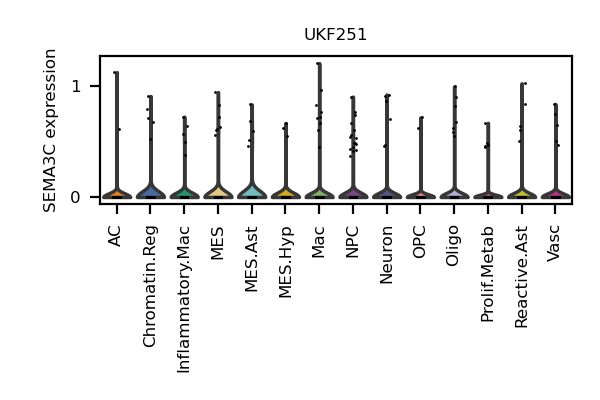 UKF251
SEMA3C expression
1
0
AC
Chromatin.Reg
Inflammatory.Mac
MES
MES.Ast
MES.Hyp
Mac
NPC
Neuron
OPC
Oligo
Prolif.Metab
Reactive.Ast
Vasc